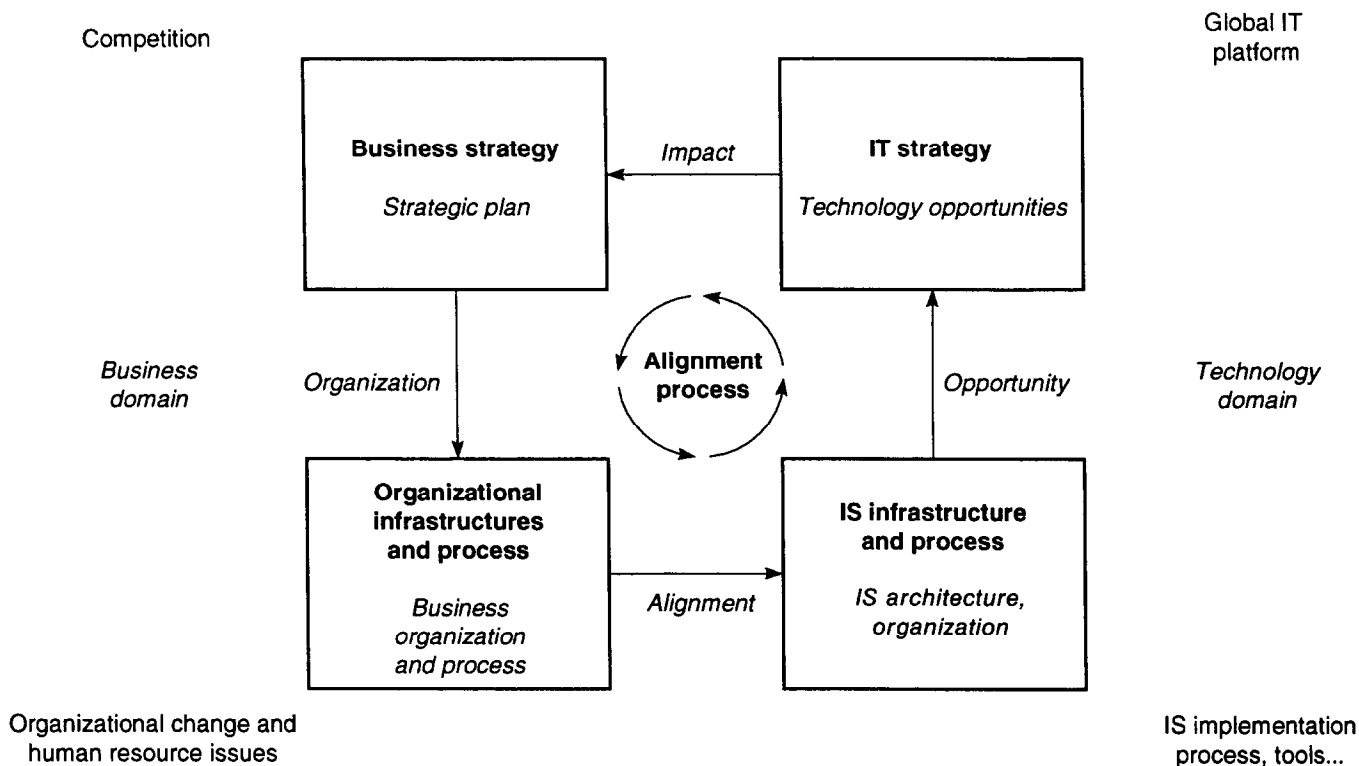 Competition
Global IT
platform
Business strategy
Strategic plan
Impact
IT strategy
Technology opportunities
Business
domain
Organization
Alignment
process
Opportunity
Technology
domain
Organizational
infrastructures
and process
Business
organization
and process
Alignment
IS infrastructure
and process
IS architecture,
organization
Organizational change and
human resource issues
IS implementation
process, tools...